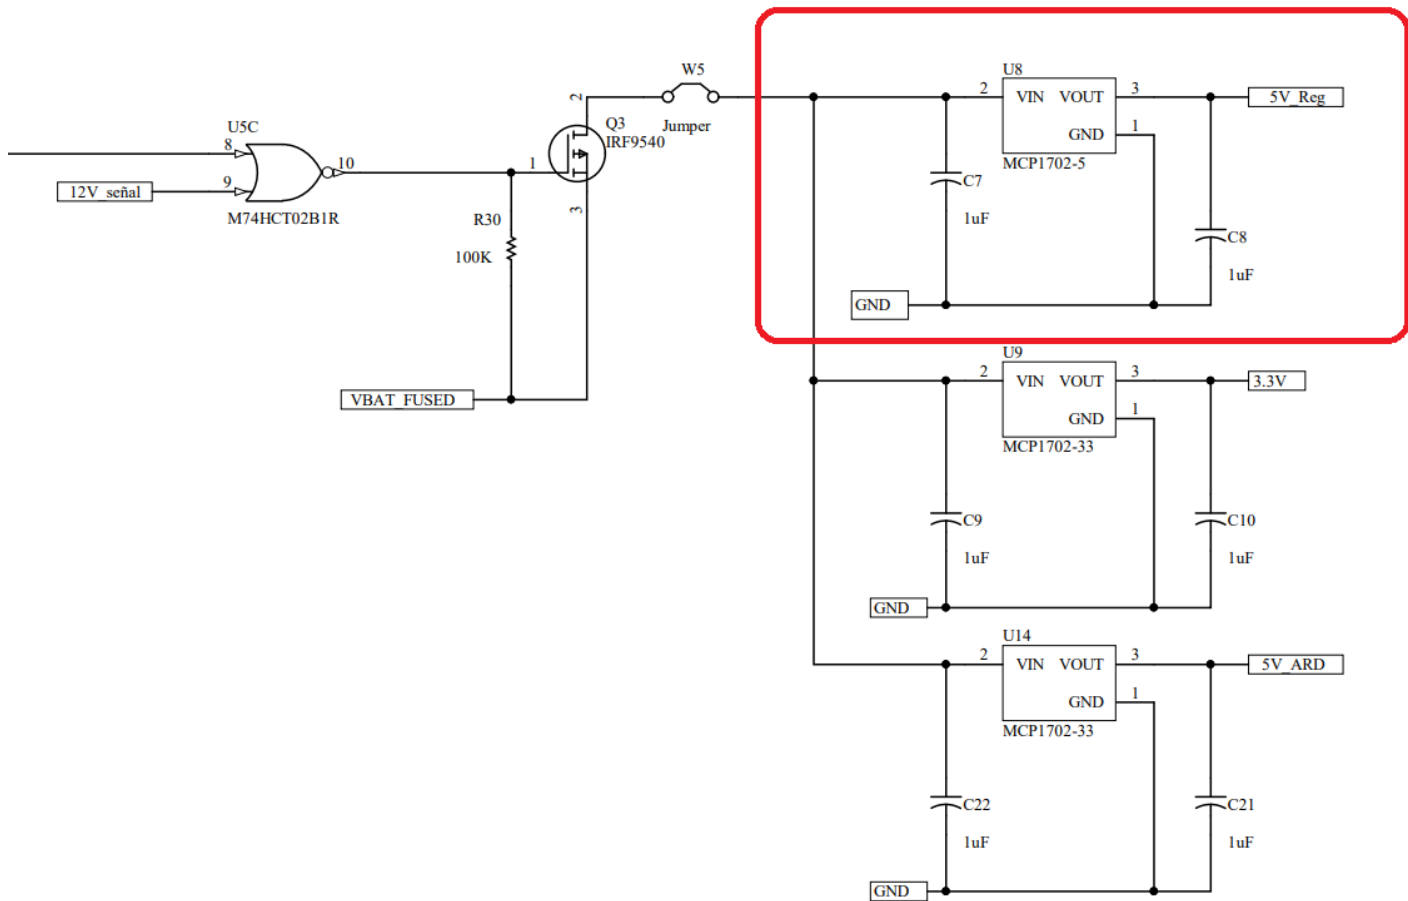 U5C
8
9
10
12V_señal
M74HCT02B1R
R30
100K
VBAT_FUSED
1
2
3
Q3
IRF9540
W5
Jumper
U8
2
VIN
VOUT
3
GND
1
MCP1702-5
5V_Reg
C7
1uF
C8
1uF
GND
U9
2
VIN
VOUT
3
GND
1
MCP1702-33
3.3V
C9
1uF
C10
1uF
GND
U14
2
VIN
VOUT
3
GND
1
MCP1702-33
5V_ARD
C22
1uF
C21
1uF
GND